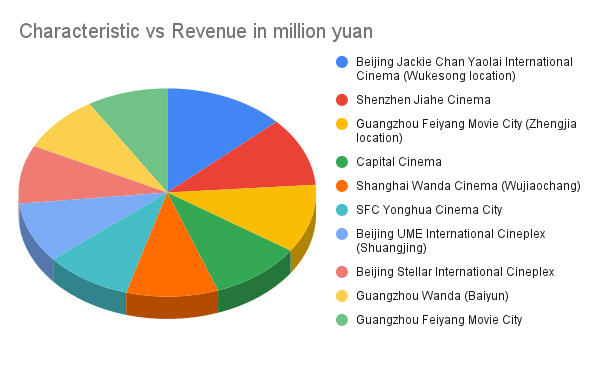 Characteristic vs Revenue in million yuan
Beijing Jackie Chan Yaolai International
Cinema (Wukesong location)
Shenzhen Jiahe Cinema
Guangzhou Feiyang Movie City (Zhengjia
location)
Capital Cinema
Shanghai Wanda Cinema (Wujiaochang)
SFC Yonghua Cinema City
Beijing UME International Cineplex
(Shuangjing)
Beijing Stellar International Cineplex
Guangzhou Wanda (Baiyun)
Guangzhou Feiyang Movie City